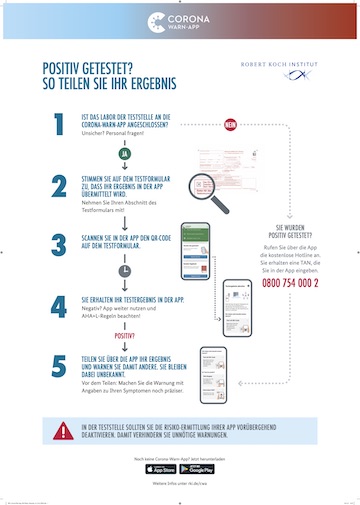 CORONA
WARN-APP
POSITIV GETESTET?
SO TEILEN SIE IHR ERGEBNIS
ROBERT KOCH INSTITUT
1
IST DAS LABOR DER TESTSTELLE AN DIE
CORONA-WARN-APP ANGESCHLOSSEN?
Unsicher? Personal fragen!
NEIN
JA
2
STIMMEN SIE AUF DEM TESTFORMULAR
ZU, DASS IHR ERGEBNIS IN DER APP
ÜBERMITTELT WIRD.
Nehmen Sie Ihren Abschnitt des
Testformulars mit!
3
SCANNEN SIE IN DER APP DEN QR-CODE
AUF DEM TESTFORMULAR.
SIE WURDEN
POSITIV GETESTET?
Rufen Sie über die App
die kostenlose Hotline an.
Sie erhalten eine TAN, die
Sie in der App eingeben:
0800 754 000 2
4
SIE ERHALTEN IHR TESTERGEBNIS IN DER APP.
Negativ? App weiter nutzen und
AHA+L-Regeln beachten!
POSITIV?
5
TEILEN SIE ÜBER DIE APP IHR ERGEBNIS
UND WARNEN SIE DAMIT ANDERE. SIE BLEIBEN
DABEI UNBEKANNT.
Vor dem Teilen: Machen Sie die Warnung mit
Angaben zu Ihren Symptomen noch präziser.
IN DER TESTSTELLE SOLLTEN SIE DIE RISIKO-ERMITTLUNG IHRER APP VORÜBERGEHEND
DEAKTIVIEREN. DAMIT VERHINDERN SIE UNNÖTIGE WARNUNGEN.
Noch keine Corona-Warn-App? Jetzt herunterladen
App Store
Google Play
Weitere Infos unter rki.de/cwa